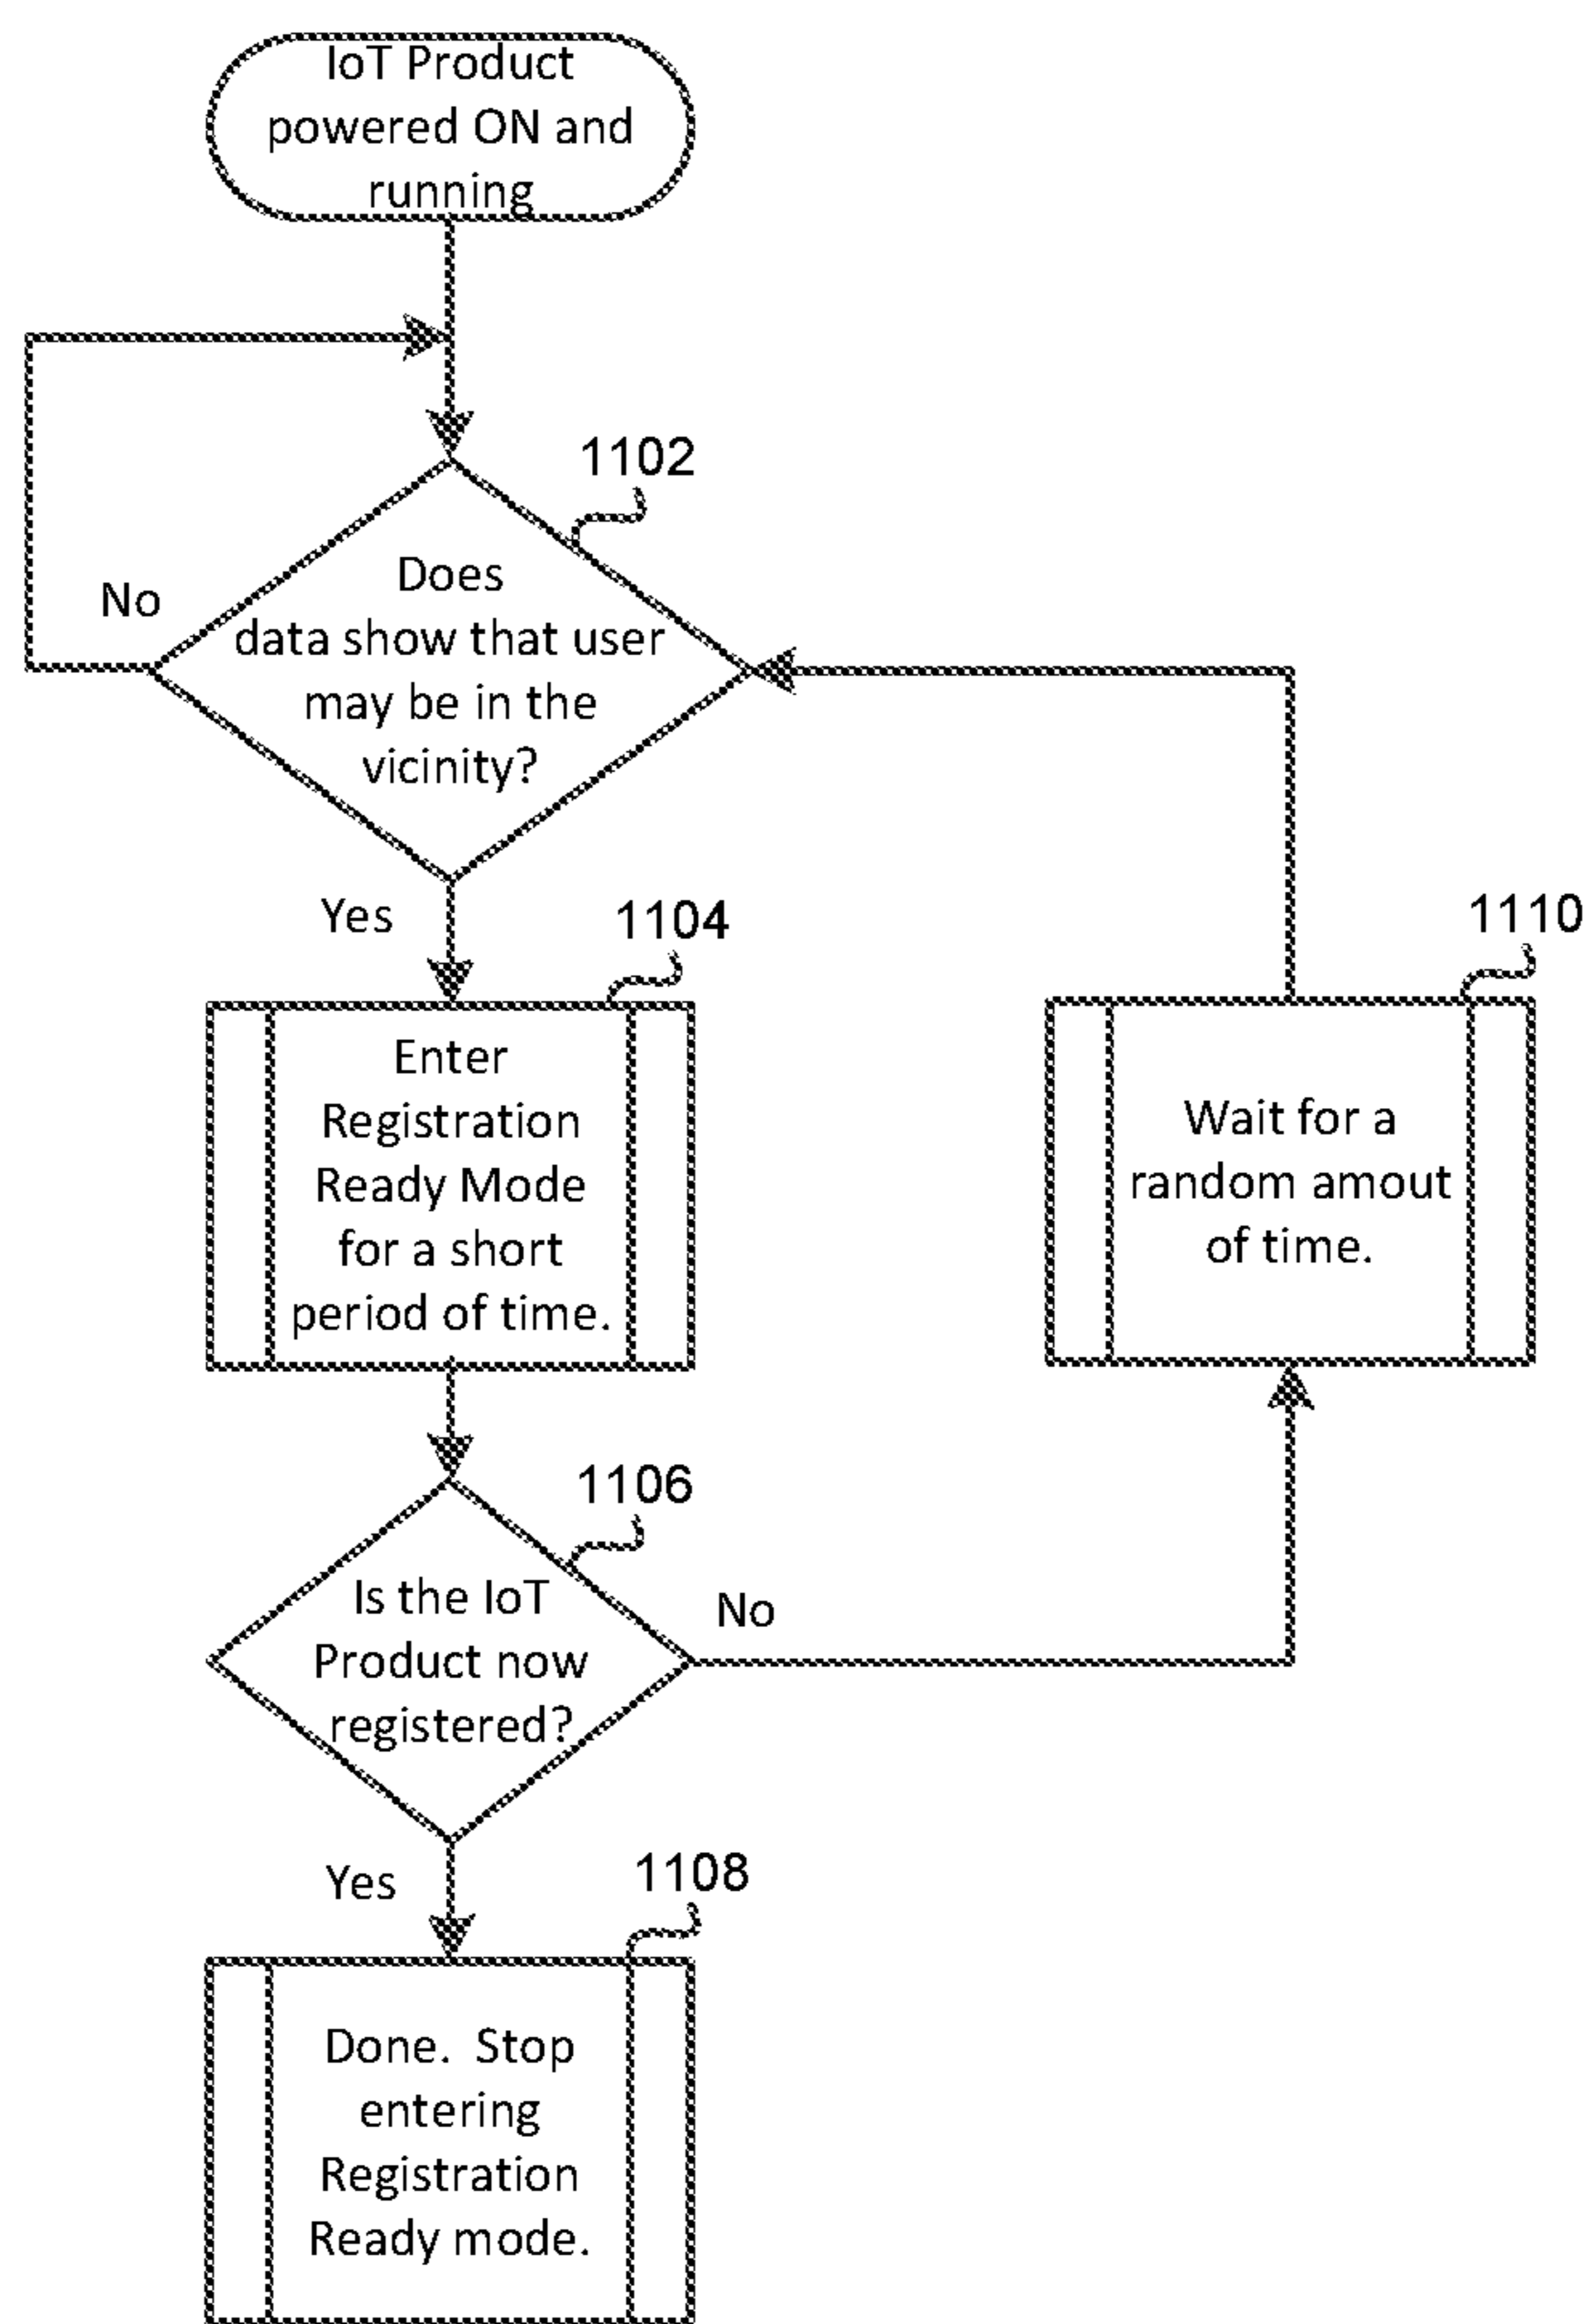 IoT Product
powered ON and
running
1102
Does
data show that user
may be in the
vicinity?
No
Yes
1104
Enter
Registration
Ready Mode
for a short
period of time.
1110
Wait for a
random amout
of time.
1106
Is the IoT
Product now
registered?
No
Yes
1108
Done.  Stop
entering
Registration
Ready mode.